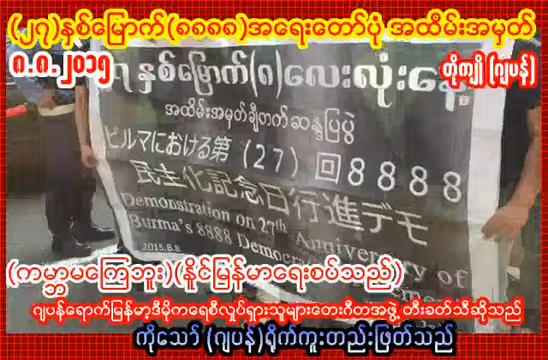 (၂၇)နှစ်မြောက်(၈၈၈၈)အရေးတော်ပုံ အထိမ်းအမှတ်
၈.၈.၂၀၁၅
တိုကျို (ဂျပန်)
၇ နှစ်မြောက်(၈)လေးလုံးနေ့
အထိမ်းအမှတ်ချီတက်ဆန္ဒပြပွဲ
ビルマにおける第(27)回8888
民主化記念日行進デモ
Demonstration on 27th Anniversary of
Burma's 8888 Democra
2015.8.8
(ကမ္ဘာမကြေဘူး)(နိူင်မြန်မာရေးစပ်သည်)
ဂျပန်ရောက်မြန်မာ့ဒီမိုကရေစီလှုပ်ရှားသူများတေးဂီတအဖွဲ့ တီးခတ်သီဆိုသည်
ကိုသော် (ဂျပန်)ရိုက်ကူးတည်းဖြတ်သည်